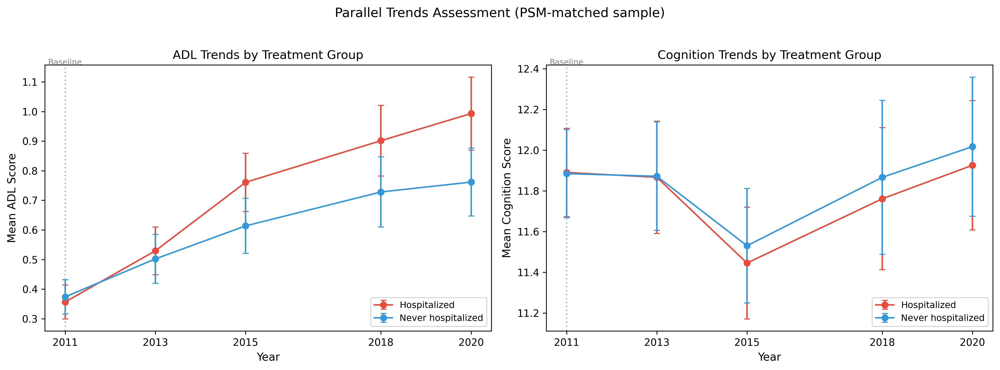 Parallel Trends Assessment (PSM-matched sample)
ADL Trends by Treatment Group
Baseline
1.1
1.0
0.9
0.8
0.7
0.6
0.5
0.4
0.3
Mean ADL Score
Hospitalized
Never hospitalized
2011 2013 2015 2018 2020
Year
Cognition Trends by Treatment Group
Baseline
12.4
12.2
12.0
11.8
11.6
11.4
11.2
Mean Cognition Score
Hospitalized
Never hospitalized
2011 2013 2015 2018 2020
Year